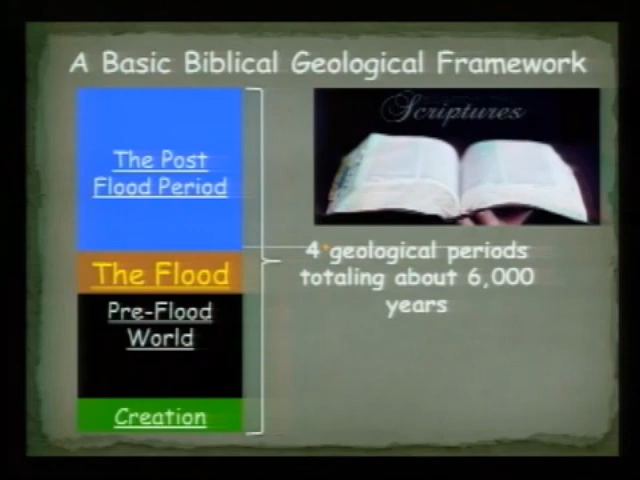 A Basic Biblical Geological Framework
Scriptures
The Post
Flood Period
The Flood
Pre-Flood
World
Creation
4 geological periods
totaling about 6,000
years